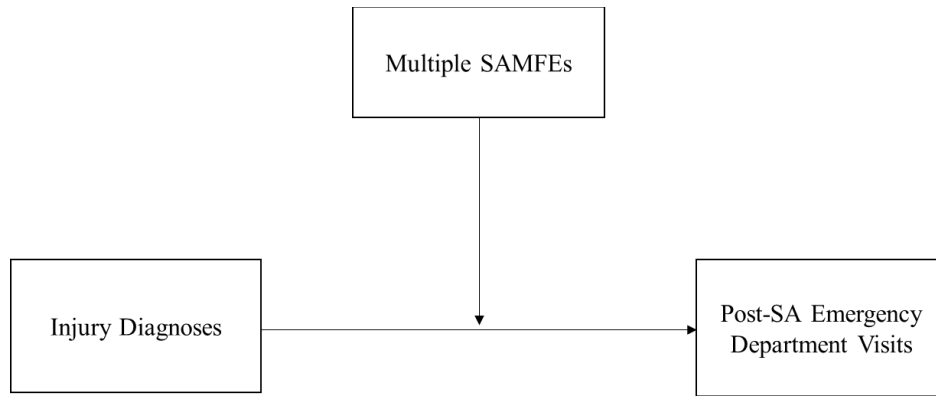 Multiple SAMFEs
Injury Diagnoses
Post-SA Emergency
Department Visits